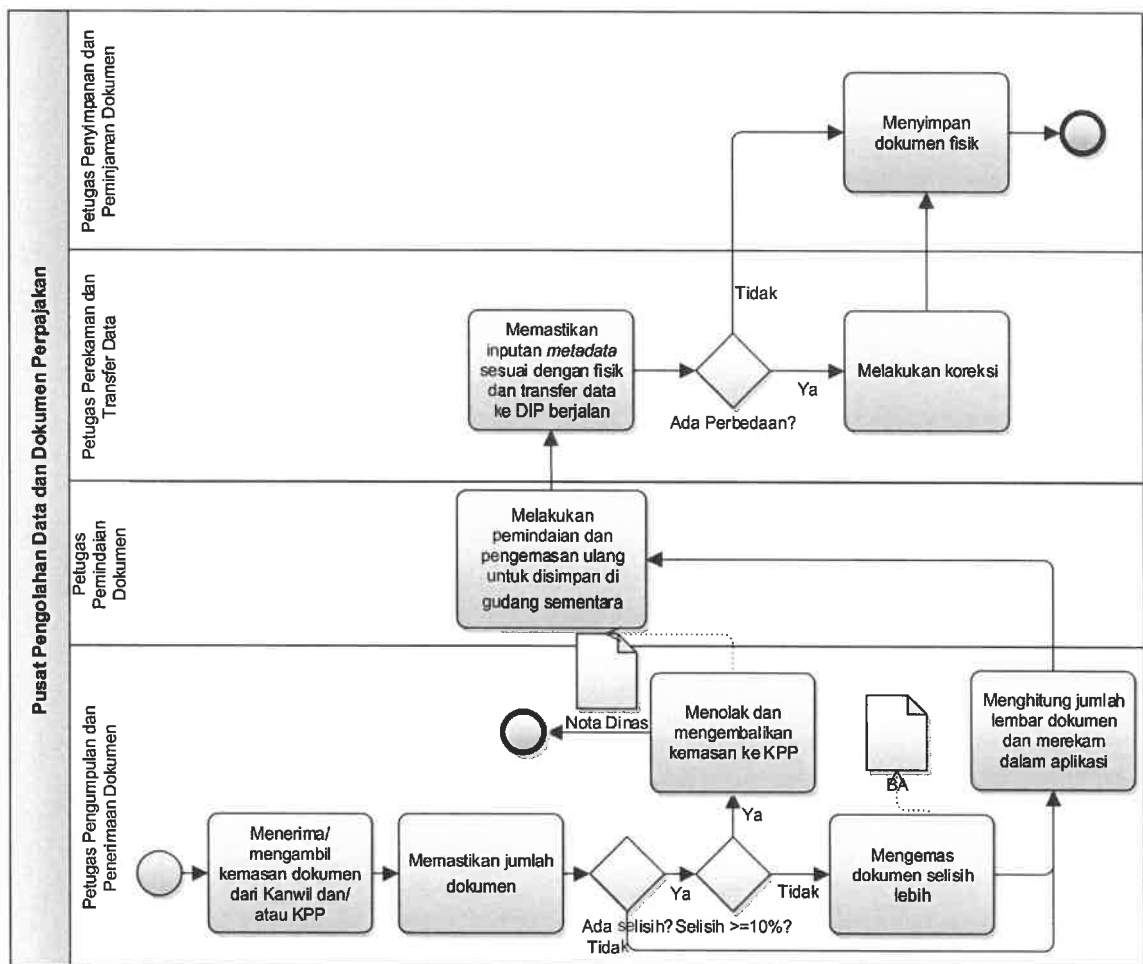 Pusat Pengolahan Data dan Dokumen Perpajakan
Petugas Penyimpanan dan
Peminjaman Dokumen
Menyimpan
dokumen fisik
Petugas Perekaman dan
Transfer Data
Memastikan
inputan metadata
sesuai dengan fisik
dan transfer data
ke DIP berjalan
Ada Perbedaan?
Tidak
Ya
Melakukan koreksi
Petugas
Pemindaian
Dokumen
Melakukan
pemindaian dan
pengemasan ulang
untuk disimpan di
gudang sementara
Petugas Pengumpulan dan
Penerimaan Dokumen
Menerima/
mengambil
kemasan dokumen
dari Kanwil dan/
atau KPP
Memastikan jumlah
dokumen
Ada selisih?
Ya
Tidak
Selisih >=10%?
Ya
Tidak
Menolak dan
mengembalikan
kemasan ke KPP
Nota Dinas
Mengemas
dokumen selisih
lebih
BA
Menghitung jumlah
lembar dokumen
dan merekam
dalam aplikasi